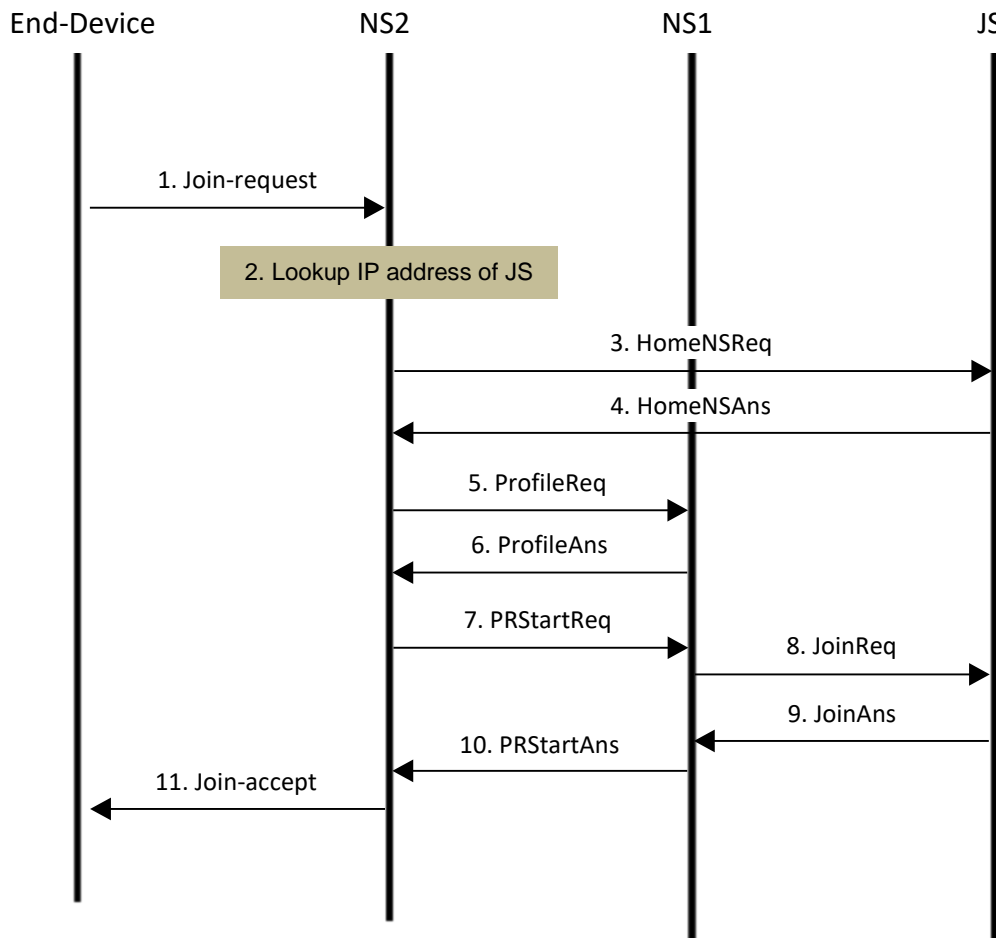 End-Device NS2 NS1 JS
1. Join-request
2. Lookup IP address of JS
3. HomeNSReq
4. HomeNSAns
5. ProfileReq
6. ProfileAns
7. PRStartReq
8. JoinReq
9. JoinAns
10. PRStartAns
11. Join-accept